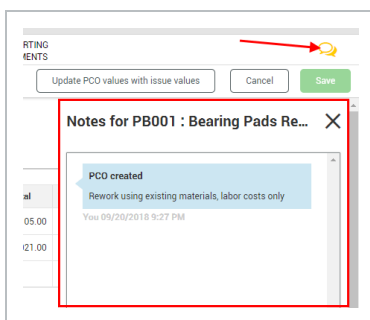 RTING
MENTS
Update PCO values with issue values Cancel Save
Notes for PB001 : Bearing Pads Re...
PCO created
Rework using existing materials, labor costs only
You 09/20/2018 9:27 PM
al
05.00
21.00